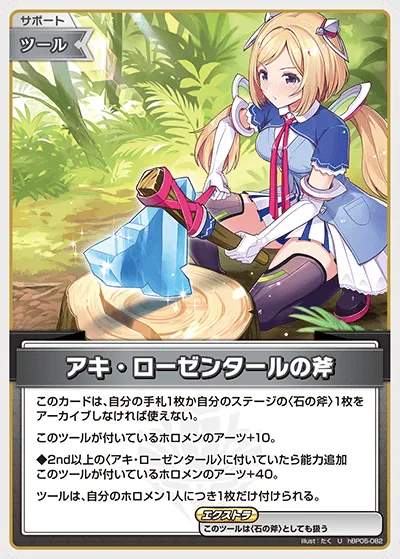 サポート
ツール
アキ・ローゼンタールの斧
このカードは、自分の手札1枚か自分のステージの〈石の斧〉1枚を
アーカイブしなければ使えない。
このツールが付いているホロメンのアーツ+10。
◆2nd以上の〈アキ・ローゼンタール〉に付いていたら能力追加
このツールが付いているホロメンのアーツ+40。
ツールは、自分のホロメン1人につき1枚だけ付けられる。
エクストラ
このツールは〈石の斧〉としても扱う
illust:たく U hBP05-082